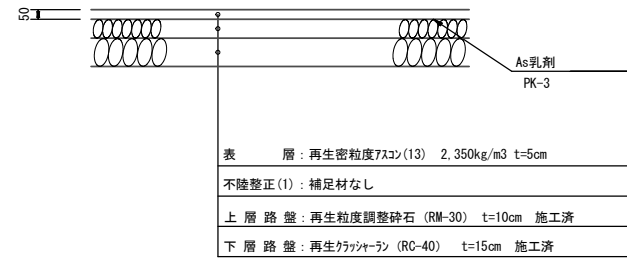 50
As乳剤
PK-3
表 層：再生密粒度アスコン(13) 2,350kg/m3 t=5cm
不陸整正(1)：補足材なし
上 層 路 盤：再生粒度調整砕石 (RM-30) t=10cm 施工済
下 層 路 盤：再生クラッシャーラン (RC-40) t=15cm 施工済